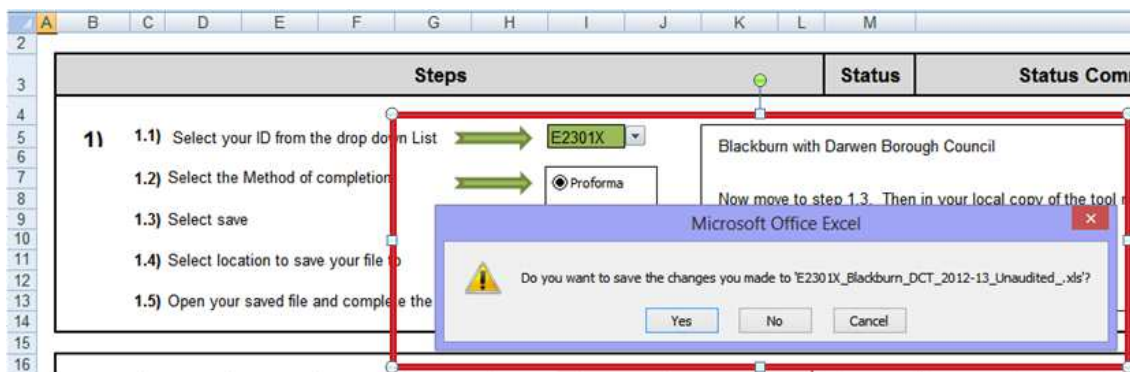 A B C D E F G H I J K L M
2
3 Steps Status Status Com
4
5 1) 1.1) Select your ID from the drop down List E2301X Blackburn with Darwen Borough Council
6
7 1.2) Select the Method of completion Proforma
8 Now move to step 1.3. Then in your local copy of the tool
9 1.3) Select save Microsoft Office Excel
10
11 1.4) Select location to save your file to Do you want to save the changes you made to 'E2301X_Blackburn_DCT_2012-13_Unaudited_.xls'?
12
13 1.5) Open your saved file and complete the
14 Yes No Cancel
15
16